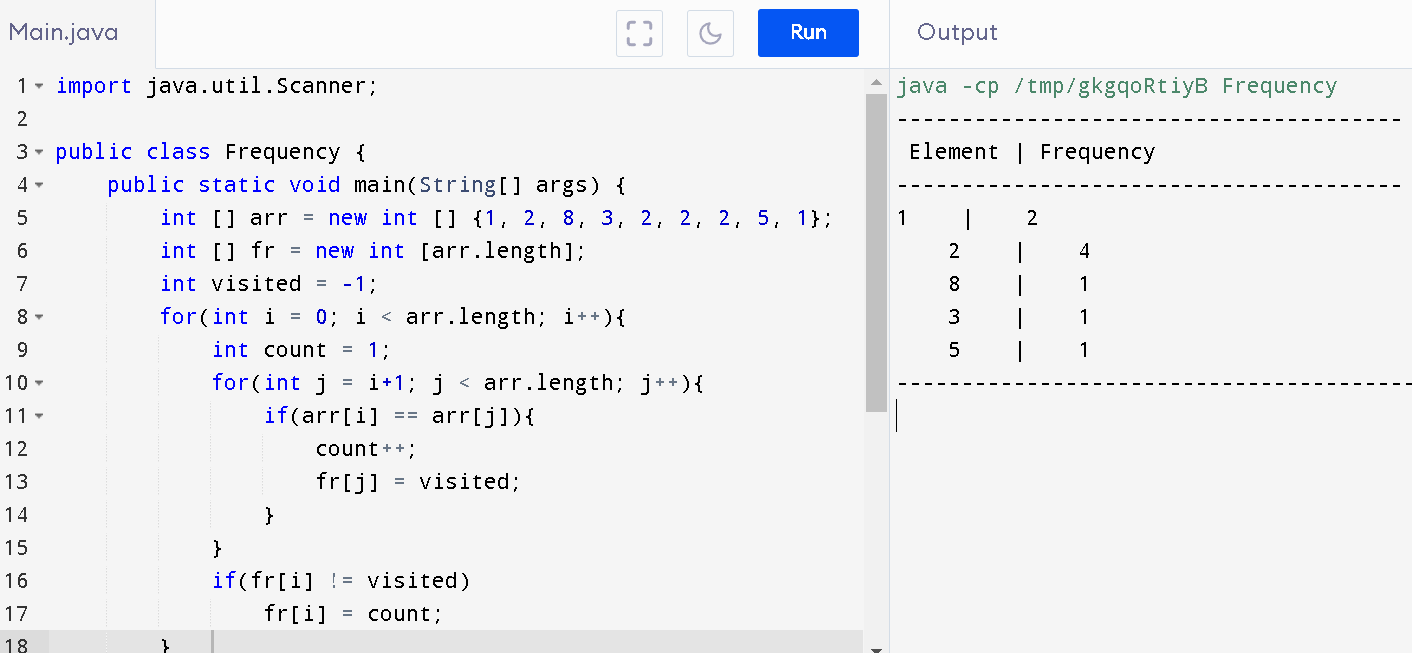 Main.java
Run
Output
1 import java.util.Scanner;
2
3 public class Frequency {
4     public static void main(String[] args) {
5         int [] arr = new int [] {1, 2, 8, 3, 2, 2, 2, 5, 1};
6         int [] fr = new int [arr.length];
7         int visited = -1;
8         for(int i = 0; i < arr.length; i++){
9             int count = 1;
10             for(int j = i+1; j < arr.length; j++){
11                 if(arr[i] == arr[j]){
12                     count++;
13                     fr[j] = visited;
14                 }
15             }
16             if(fr[i] != visited)
17                 fr[i] = count;
18         }
java -cp /tmp/gkgqoRtiyB Frequency
---------------------------------------
 Element | Frequency
---------------------------------------
1    |    2
    2    |    4
    8    |    1
    3    |    1
    5    |    1
----------------------------------------